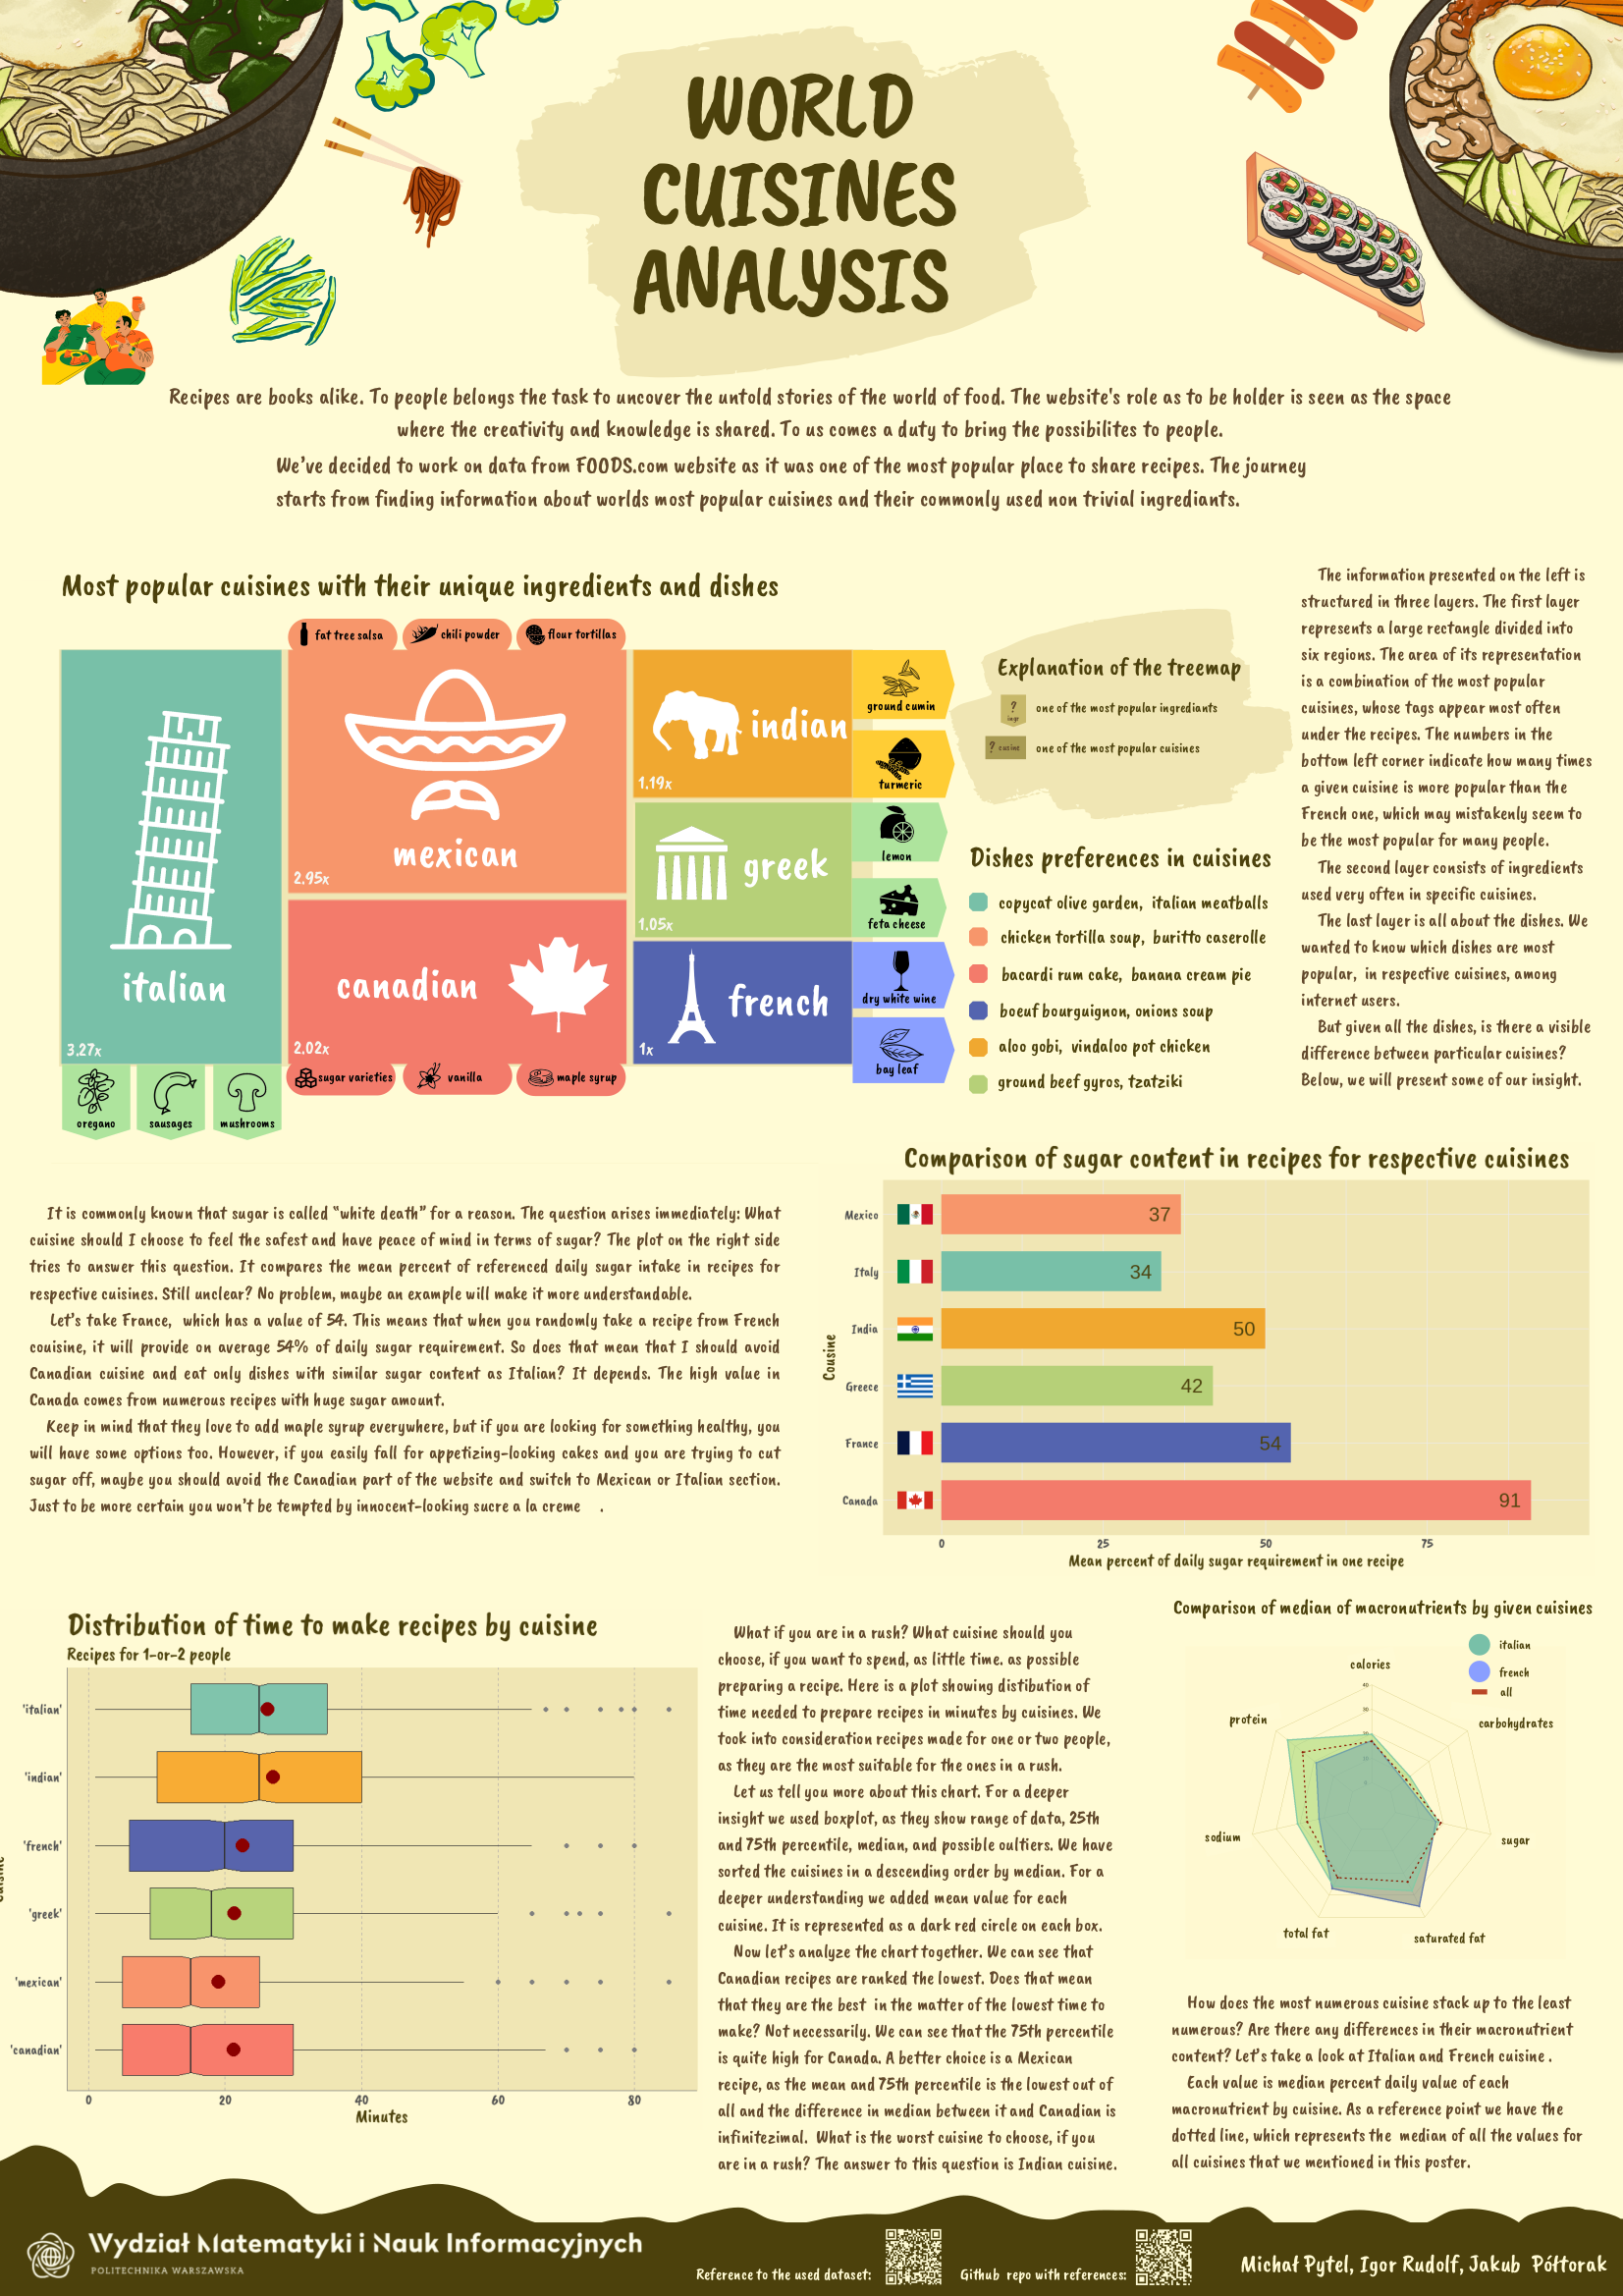 WORLD
CUISINES
ANALYSIS
Recipes are books alike. To people belongs the task to uncover the untold stories of the world of food. The website's role as to be holder is seen as the space
where the creativity and knowledge is shared. To us comes a duty to bring the possibilites to people.
We've decided to work on data from FOODS.com website as it was one of the most popular place to share recipes. The journey
starts from finding information about worlds most popular cuisines and their commonly used non trivial ingrediants.
Most popular cuisines with their unique ingredients and dishes
fat tree salsa
chili powder
flour tortillas
italian
3.27x
mexican
2.95x
canadian
2.02x
indian
1.19x
greek
1.05x
french
1x
ground cumin
turmeric
lemon
feta cheese
dry white wine
bay leaf
oregano
sausages
mushrooms
sugar varieties
vanilla
maple syrup
Explanation of the treemap
?
ingr
one of the most popular ingrediants
? cusine
one of the most popular cuisines
Dishes preferences in cuisines
copycat olive garden, italian meatballs
chicken tortilla soup, buritto caserolle
bacardi rum cake, banana cream pie
boeuf bourguignon, onions soup
aloo gobi, vindaloo pot chicken
ground beef gyros, tzatziki
The information presented on the left is
structured in three layers. The first layer
represents a large rectangle divided into
six regions. The area of its representation
is a combination of the most popular
cuisines, whose tags appear most often
under the recipes. The numbers in the
bottom left corner indicate how many times
a given cuisine is more popular than the
French one, which may mistakenly seem to
be the most popular for many people.
The second layer consists of ingredients
used very often in specific cuisines.
The last layer is all about the dishes. We
wanted to know which dishes are most
popular, in respective cuisines, among
internet users.
But given all the dishes, is there a visible
difference between particular cuisines?
Below, we will present some of our insight.
It is commonly known that sugar is called "white death" for a reason. The question arises immediately: What
cuisine should I choose to feel the safest and have peace of mind in terms of sugar? The plot on the right side
tries to answer this question. It compares the mean percent of referenced daily sugar intake in recipes for
respective cuisines. Still unclear? No problem, maybe an example will make it more understandable.
Let's take France, which has a value of 54. This means that when you randomly take a recipe from French
couisine, it will provide on average 54% of daily sugar requirement. So does that mean that I should avoid
Canadian cuisine and eat only dishes with similar sugar content as Italian? It depends. The high value in
Canada comes from numerous recipes with huge sugar amount.
Keep in mind that they love to add maple syrup everywhere, but if you are looking for something healthy, you
will have some options too. However, if you easily fall for appetizing-looking cakes and you are trying to cut
sugar off, maybe you should avoid the Canadian part of the website and switch to Mexican or Italian section.
Just to be more certain you won't be tempted by innocent-looking sucre a la creme .
Comparison of sugar content in recipes for respective cuisines
Cousine
Mexico
37
Italy
34
India
50
Greece
42
France
54
Canada
91
0 25 50 75
Mean percent of daily sugar requirement in one recipe
Distribution of time to make recipes by cuisine
Recipes for 1-or-2 people
'italian'
'indian'
'french'
'greek'
'mexican'
'canadian'
0 20 40 60 80
Minutes
What if you are in a rush? What cuisine should you
choose, if you want to spend, as little time. as possible
preparing a recipe. Here is a plot showing distibution of
time needed to prepare recipes in minutes by cuisines. We
took into consideration recipes made for one or two people,
as they are the most suitable for the ones in a rush.
Let us tell you more about this chart. For a deeper
insight we used boxplot, as they show range of data, 25th
and 75th percentile, median, and possible oultiers. We have
sorted the cuisines in a descending order by median. For a
deeper understanding we added mean value for each
cuisine. It is represented as a dark red circle on each box.
Now let's analyze the chart together. We can see that
Canadian recipes are ranked the lowest. Does that mean
that they are the best in the matter of the lowest time to
make? Not necessarily. We can see that the 75th percentile
is quite high for Canada. A better choice is a Mexican
recipe, as the mean and 75th percentile is the lowest out of
all and the difference in median between it and Canadian is
infinitezimal. What is the worst cuisine to choose, if you
are in a rush? The answer to this question is Indian cuisine.
Comparison of median of macronutrients by given cuisines
italian
french
all
calories
carbohydrates
sugar
saturated fat
total fat
sodium
protein
40
30
How does the most numerous cuisine stack up to the least
numerous? Are there any differences in their macronutrient
content? Let's take a look at Italian and French cuisine .
Each value is median percent daily value of each
macronutrient by cuisine. As a reference point we have the
dotted line, which represents the median of all the values for
all cuisines that we mentioned in this poster.
Wydział Matematyki i Nauk Informacyjnych
POLITECHNIKA WARSZAWSKA
Reference to the used dataset:
Github repo with references:
Michał Pytel, Igor Rudolf, Jakub Półtorak